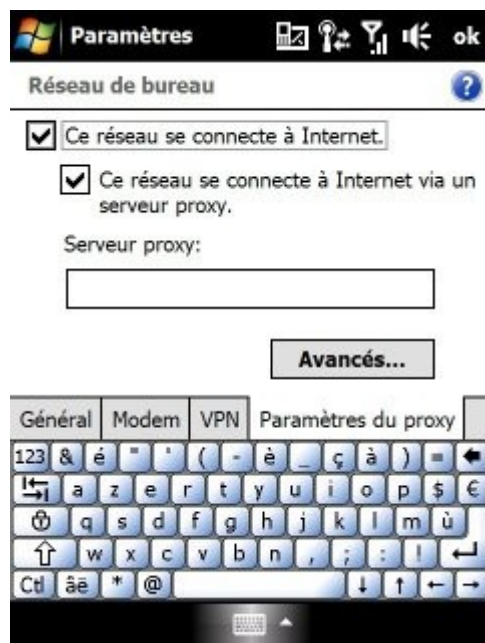 Paramètres ok
Réseau de bureau ?
Ce réseau se connecte à Internet.
Ce réseau se connecte à Internet via un
serveur proxy.
Serveur proxy:
Avancés...
Général Modem VPN Paramètres du proxy
123 & é " ' ( - è _ ç à ) =
a z e r t y u i o p $ €
q s d f g h j k l m ù
w x c v b n , ; : !
Ctl âë * @